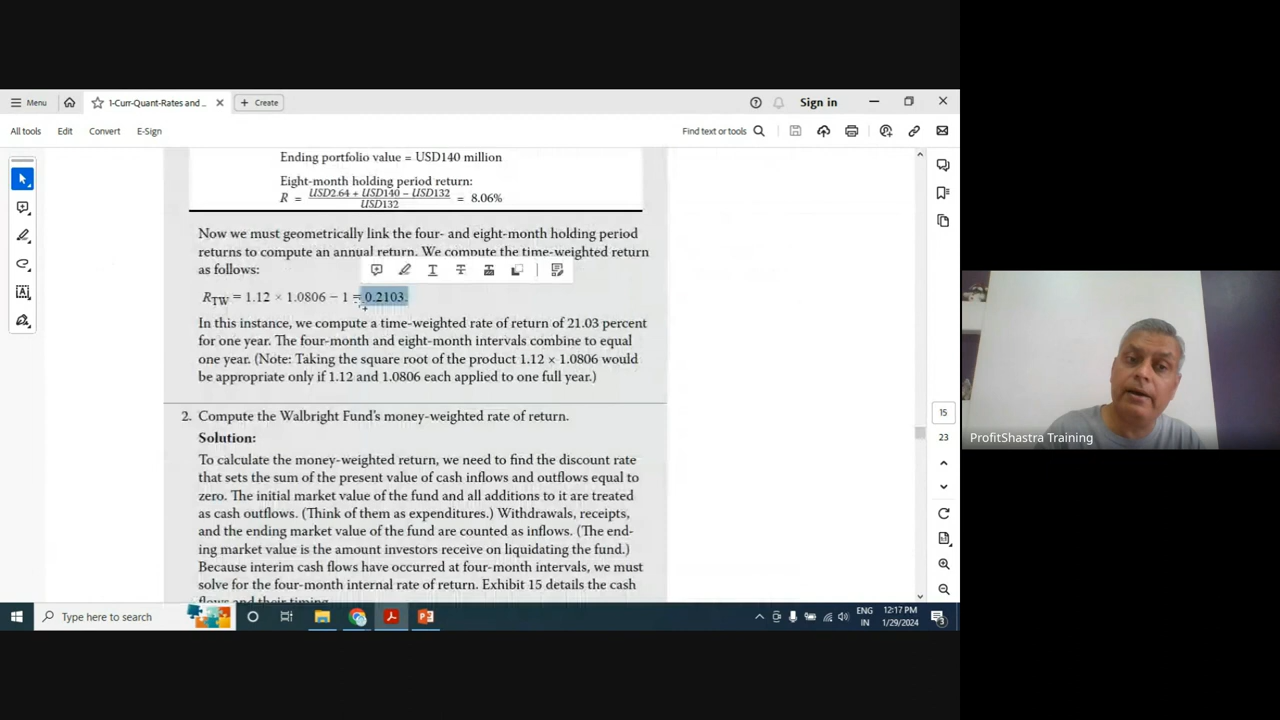 Menu
1-Curr-Quant-Rates and ...
Create
Sign in
All tools
Edit
Convert
E-Sign
Find text or tools
Ending portfolio value = USD140 million
Eight-month holding period return:
R = USD2.64 + USD140 − USD132 / USD132 = 8.06%
Now we must geometrically link the four- and eight-month holding period
returns to compute an annual return. We compute the time-weighted return
as follows:
RTW = 1.12 × 1.0806 − 1 = 0.2103.
In this instance, we compute a time-weighted rate of return of 21.03 percent
for one year. The four-month and eight-month intervals combine to equal
one year. (Note: Taking the square root of the product 1.12 × 1.0806 would
be appropriate only if 1.12 and 1.0806 each applied to one full year.)
2. Compute the Walbright Fund's money-weighted rate of return.
Solution:
To calculate the money-weighted return, we need to find the discount rate
that sets the sum of the present value of cash inflows and outflows equal to
zero. The initial market value of the fund and all additions to it are treated
as cash outflows. (Think of them as expenditures.) Withdrawals, receipts,
and the ending market value of the fund are counted as inflows. (The end-
ing market value is the amount investors receive on liquidating the fund.)
Because interim cash flows have occurred at four-month intervals, we must
solve for the four-month internal rate of return. Exhibit 15 details the cash
flows and their timing.
15
23
ProfitShastra Training
Type here to search
ENG
IN
12:17 PM
1/29/2024
3